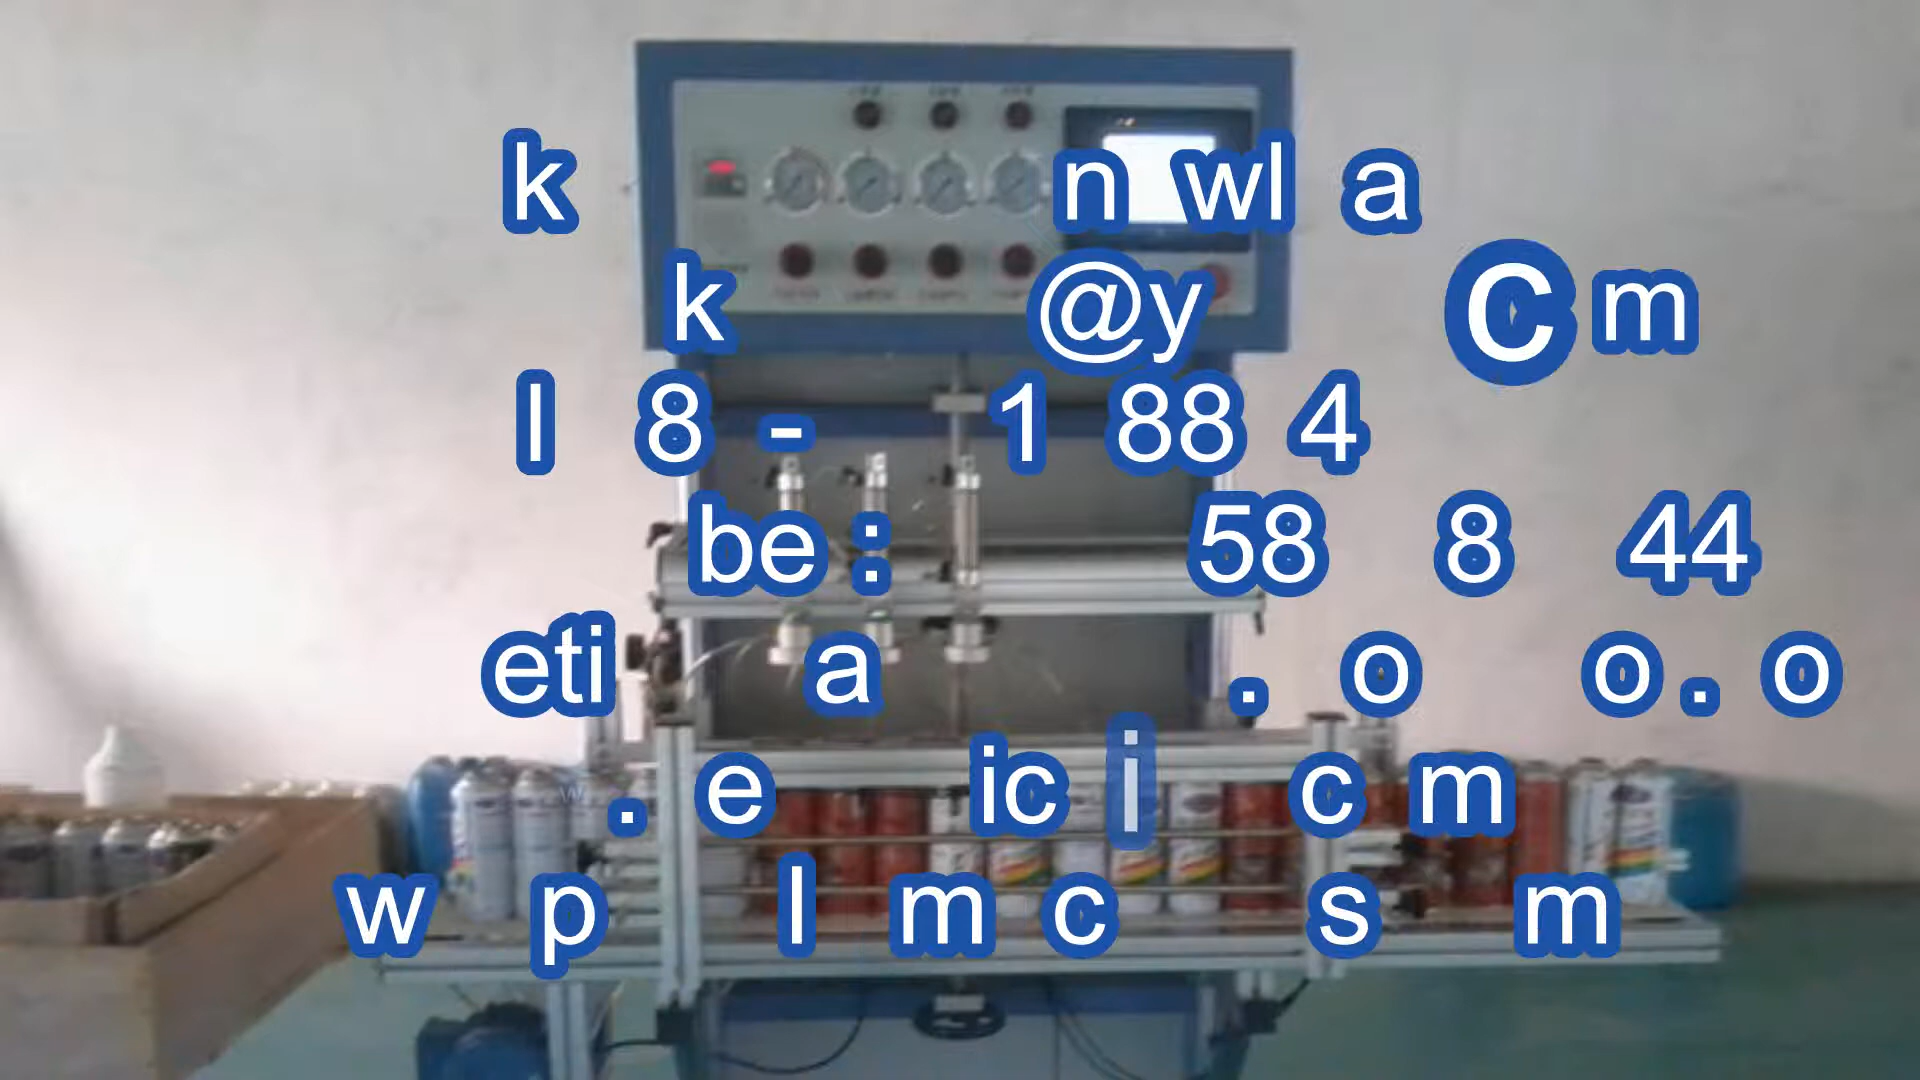 k n wl a
k @y C m
l 8 - 1 88 4
be : 58 8 44
eti a . o o . o
. e ic i c m
w p l m c s m